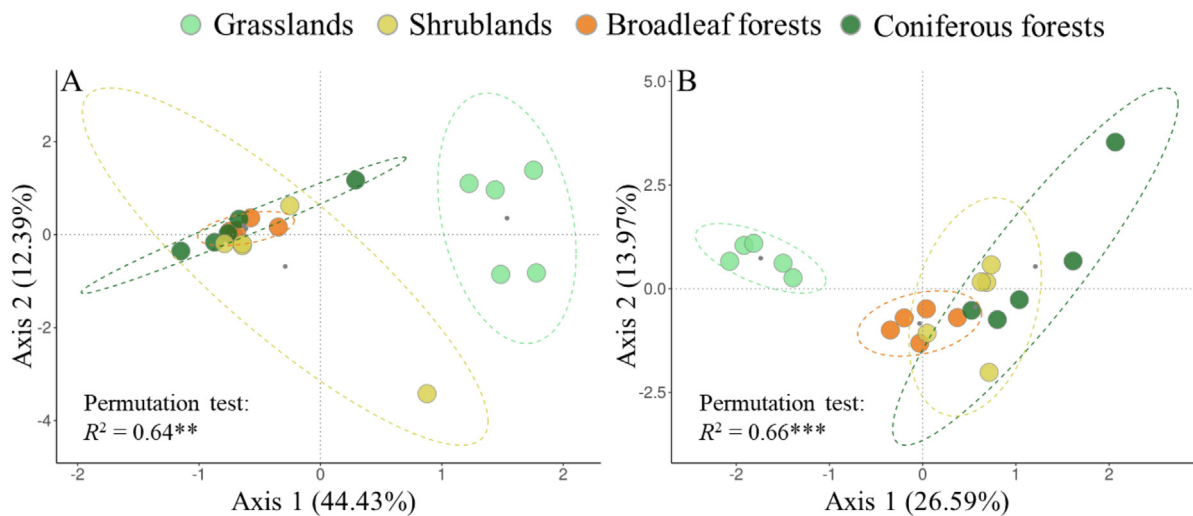 Grasslands Shrublands Broadleaf forests Coniferous forests
A
2
0
-2
-4
Axis 2 (12.39%)
Permutation test:
R² = 0.64**
-2 -1 0 1 2
Axis 1 (44.43%)
B
5.0
2.5
0.0
-2.5
Axis 2 (13.97%)
Permutation test:
R² = 0.66***
-2 -1 0 1 2
Axis 1 (26.59%)